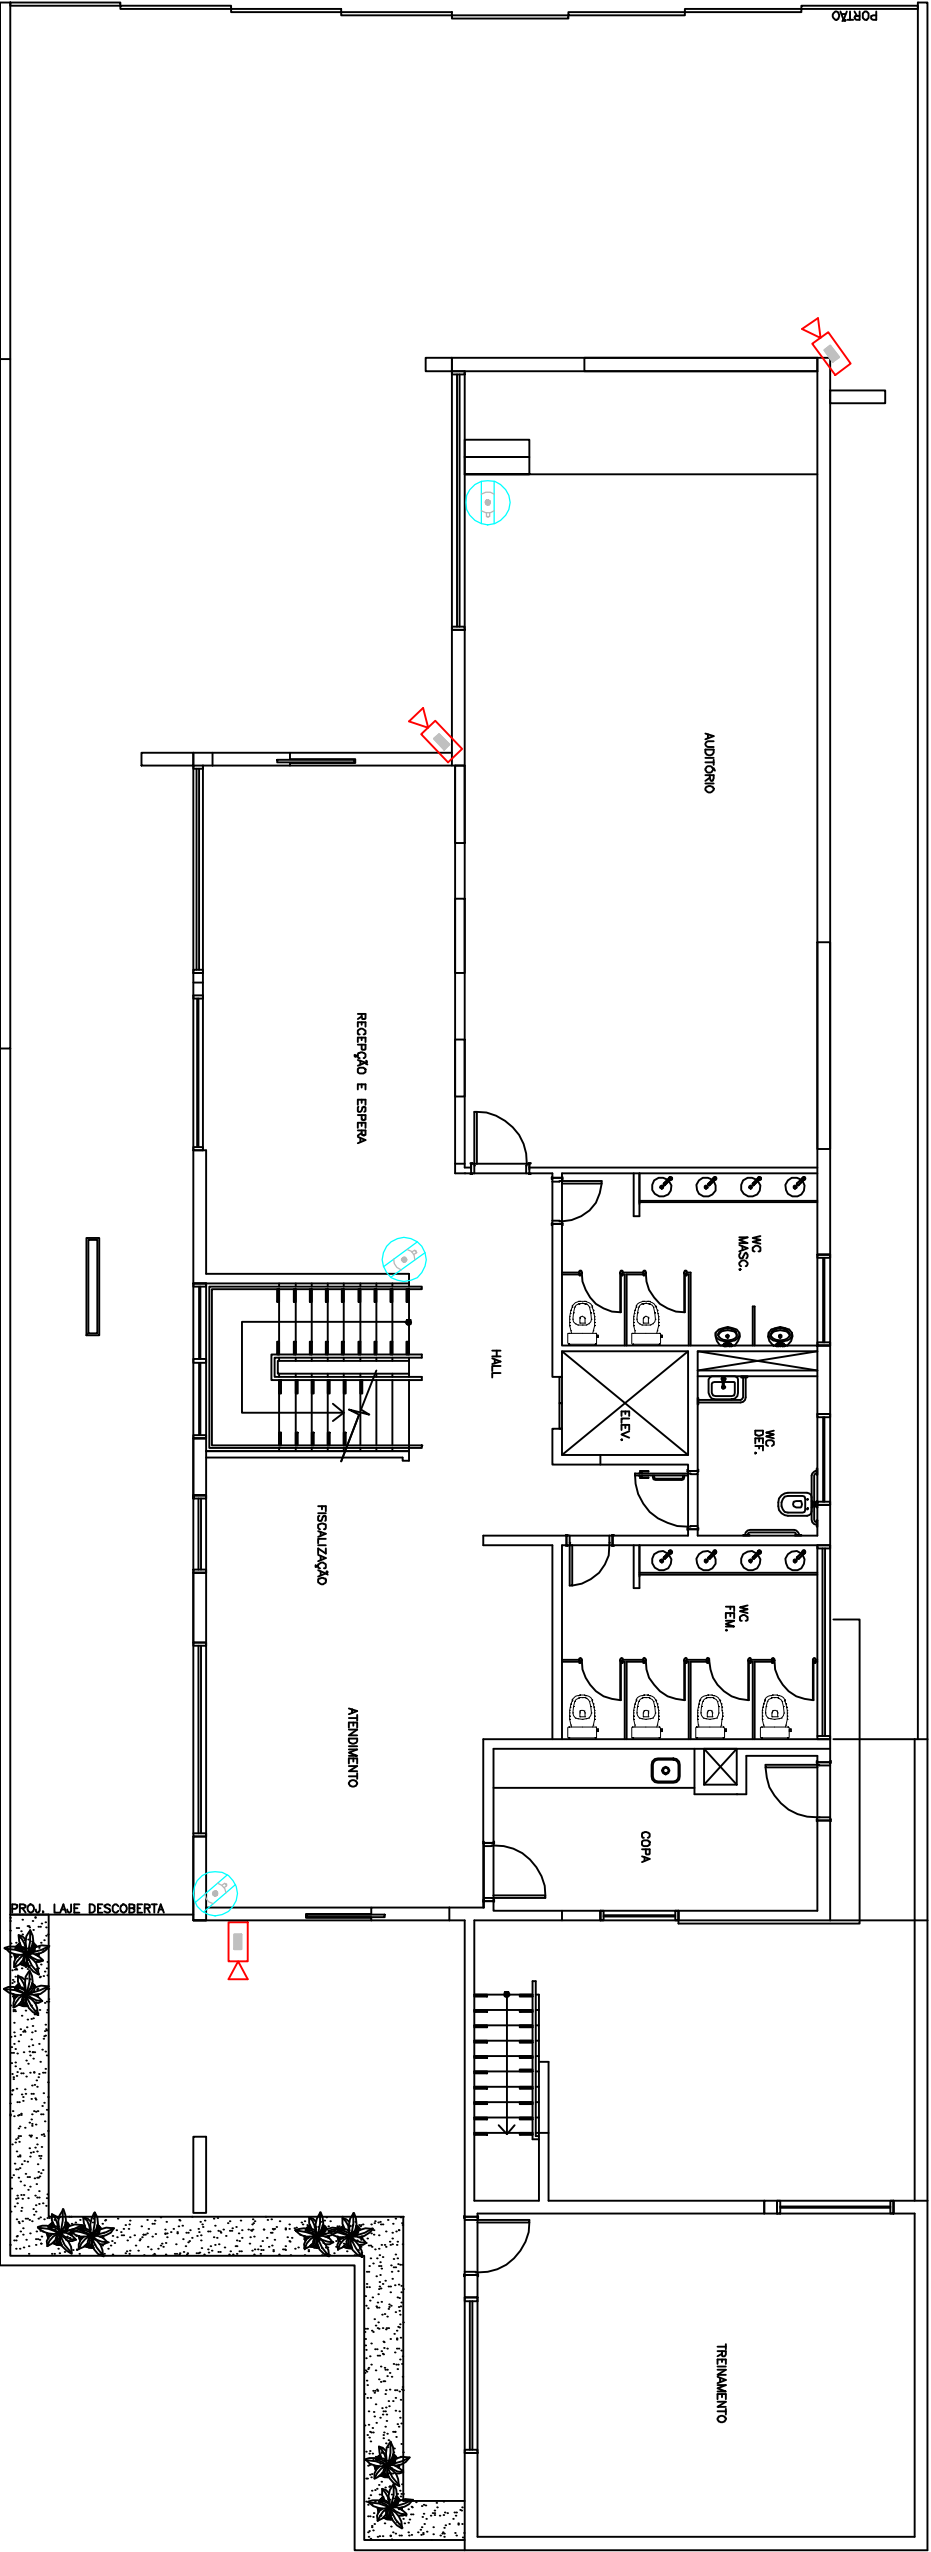 PORTÃO
AUDITÓRIO
RECEPÇÃO E ESPERA
WC
MASC.
HALL
ELEV.
WC
DEF.
FISCALIZAÇÃO
WC
FEM.
ATENDIMENTO
COPA
PROJ. LAJE DESCOBERTA
TREINAMENTO